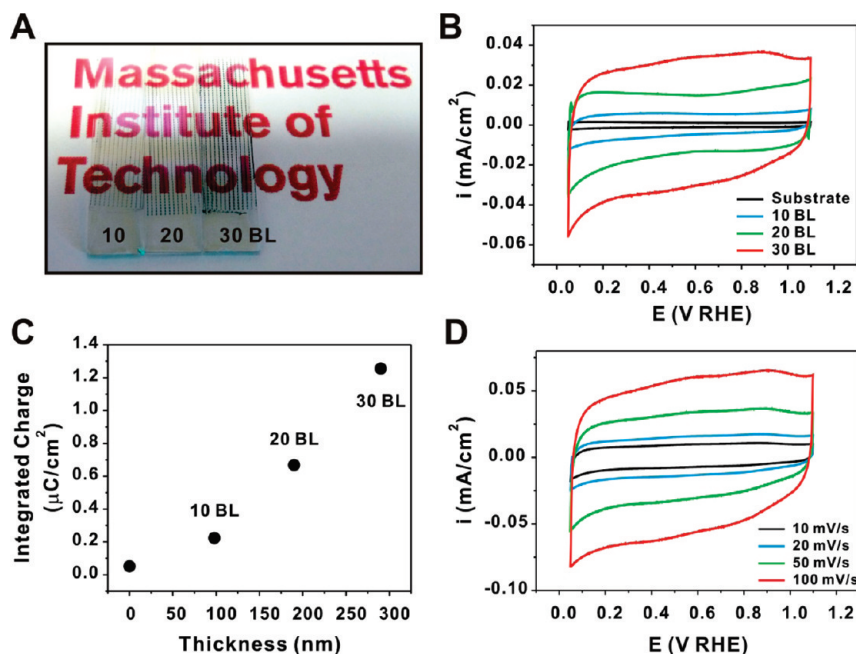 A
Massachusetts
Institute of
Technology
10 20 30 BL
B
i (mA/cm²)
0.04
0.02
0.00
-0.02
-0.04
-0.06
Substrate
10 BL
20 BL
30 BL
0.0 0.2 0.4 0.6 0.8 1.0 1.2
E (V RHE)
C
Integrated Charge
(μC/cm²)
1.4
1.2
1.0
0.8
0.6
0.4
0.2
0.0
30 BL
20 BL
10 BL
0 50 100 150 200 250 300
Thickness (nm)
D
i (mA/cm²)
0.05
0.00
-0.05
-0.10
10 mV/s
20 mV/s
50 mV/s
100 mV/s
0.0 0.2 0.4 0.6 0.8 1.0 1.2
E (V RHE)